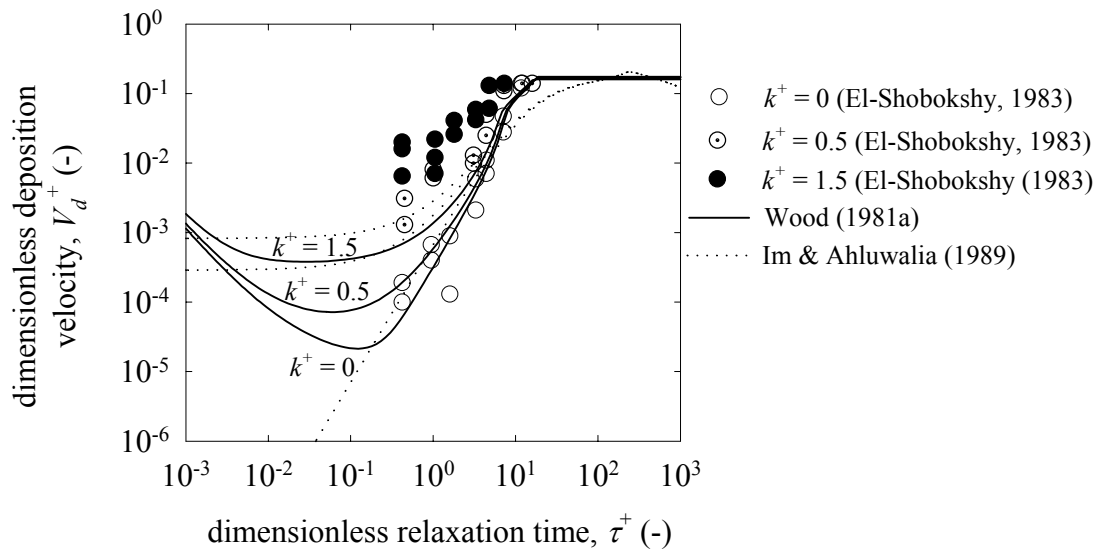 10^0
10^-1
10^-2
10^-3
10^-4
10^-5
10^-6
10^-3 10^-2 10^-1 10^0 10^1 10^2 10^3
dimensionless deposition
velocity, V_d^+ (-)
dimensionless relaxation time, τ^+ (-)
k^+ = 1.5
k^+ = 0.5
k^+ = 0
k^+ = 0 (El-Shobokshy, 1983)
k^+ = 0.5 (El-Shobokshy, 1983)
k^+ = 1.5 (El-Shobokshy (1983)
Wood (1981a)
Im & Ahluwalia (1989)